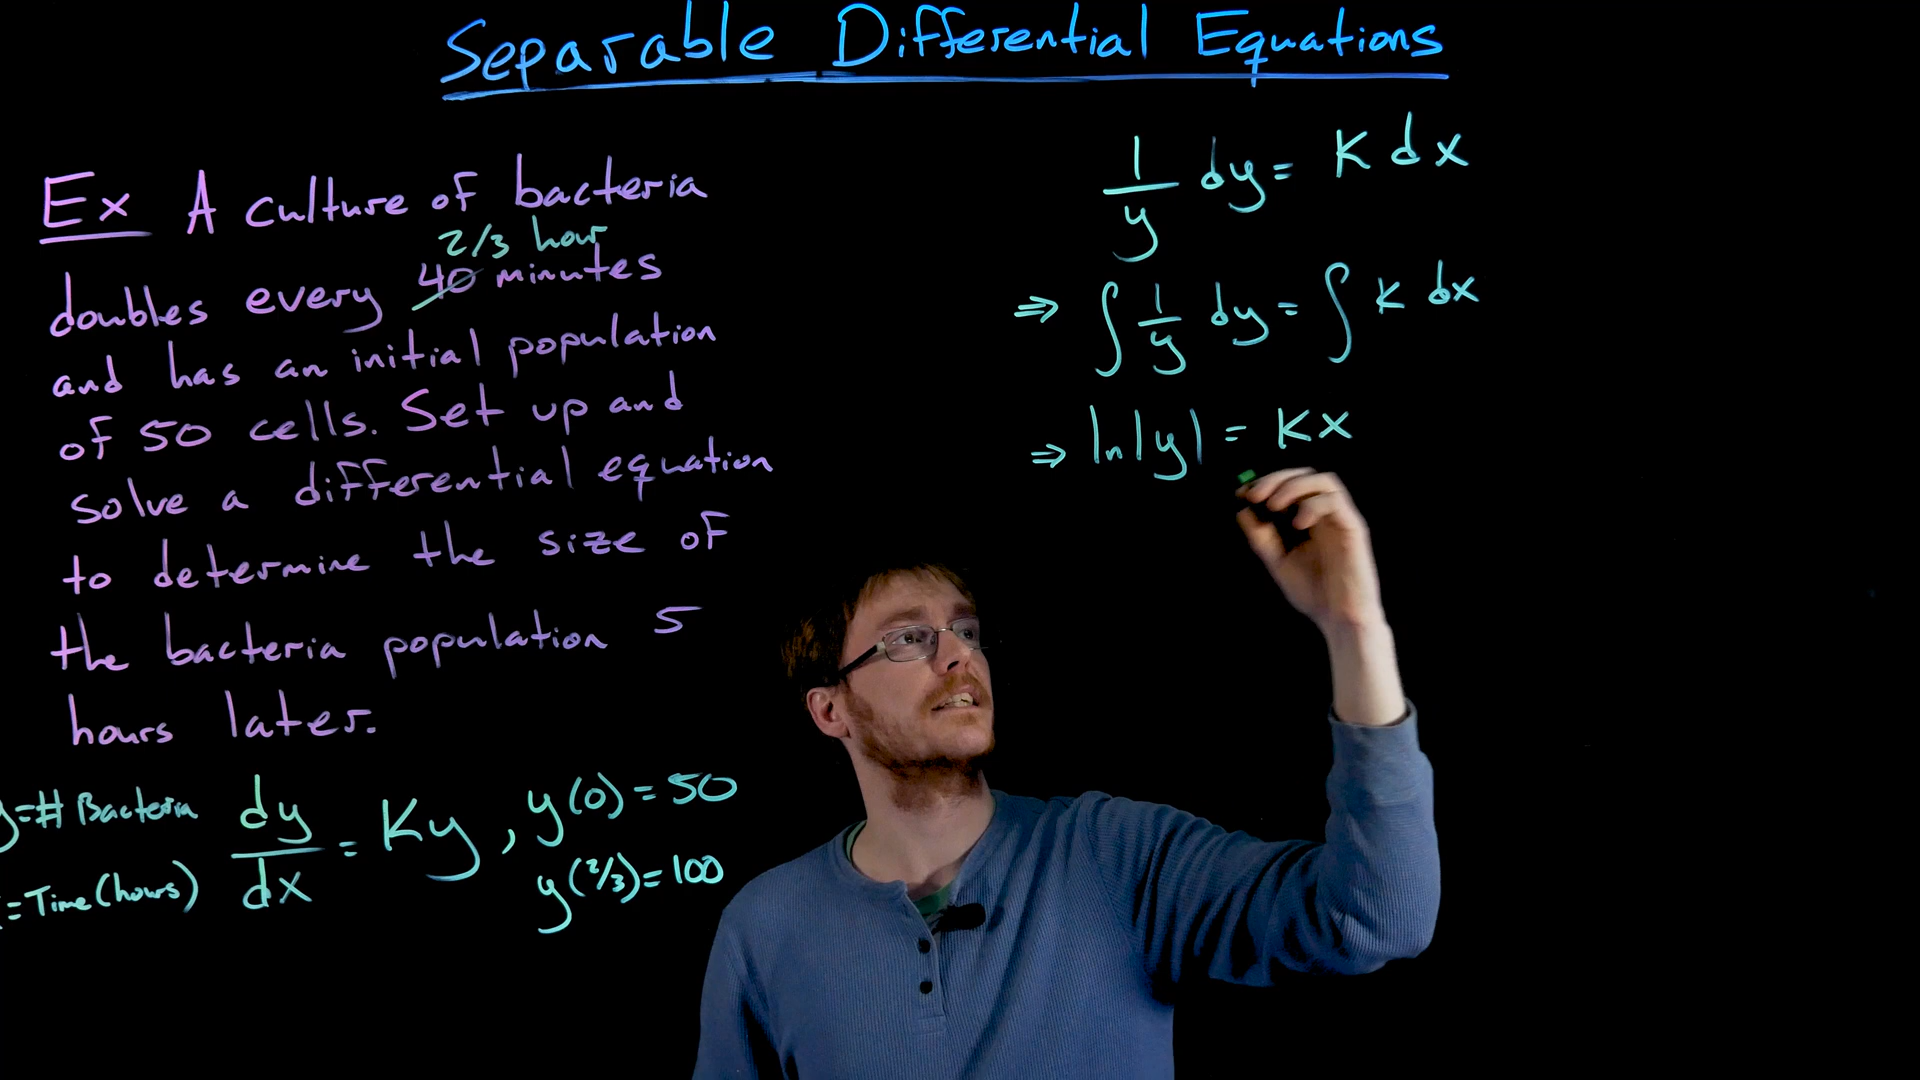 Separable Differential Equations
Ex A culture of bacteria
2/3 hour
doubles every 40 minutes
and has an initial population
of 50 cells. Set up and
solve a differential equation
to determine the size of
the bacteria population 5
hours later.
y=# Bacteria dy/dx = Ky, y(0)=50
=Time (hours) y(2/3)=100
1/y dy = K dx
⇒ ∫ 1/y dy = ∫ K dx
⇒ ln|y| = Kx